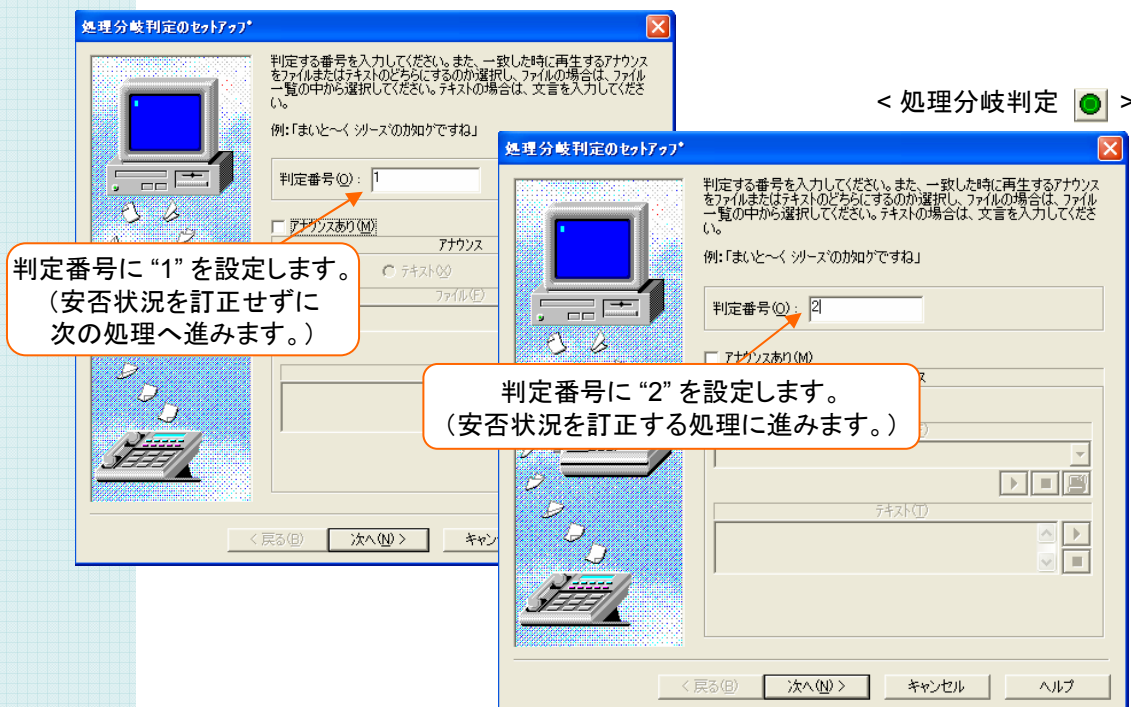 処理分岐判定のセットアップ
判定する番号を入力してください。また、一致した時に再生するアナウンス
をファイルまたはテキストのどちらにするのか選択し、ファイルの場合は、ファイル
一覧の中から選択してください。テキストの場合は、文言を入力してくださ
い。
例:「まいと～く シリーズのカタログですね」
判定番号(O): 1
アナウンスあり(M)
アナウンス
テキスト(X)
ファイル(F)
判定番号に “1” を設定します。
（安否状況を訂正せずに
次の処理へ進みます。）
< 戻る(B)
次へ(N) >
< 処理分岐判定 >
処理分岐判定のセットアップ
判定する番号を入力してください。また、一致した時に再生するアナウンス
をファイルまたはテキストのどちらにするのか選択し、ファイルの場合は、ファイル
一覧の中から選択してください。テキストの場合は、文言を入力してくださ
い。
例:「まいと～く シリーズのカタログですね」
判定番号(O): 2
アナウンスあり(M)
判定番号に “2” を設定します。
（安否状況を訂正する処理に進みます。）
テキスト(T)
< 戻る(B)
次へ(N) >
キャンセル
ヘルプ